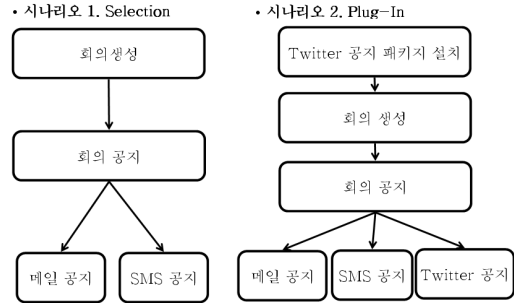 • 시나리오 1. Selection
회의생성
회의 공지
메일 공지
SMS 공지
• 시나리오 2. Plug-In
Twitter 공지 패키지 설치
회의 생성
회의 공지
메일 공지
SMS 공지
Twitter 공지